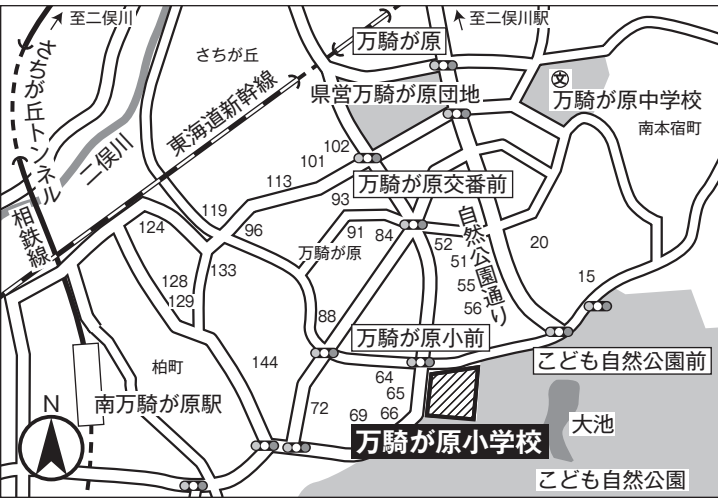 至二俣川
至二俣川駅
万騎が原
さちが丘
さちが丘トンネル
東海道新幹線
二俣川
県営万騎が原団地
文
万騎が原中学校
南本宿町
102
101
113
万騎が原交番前
119
96
93
91
84
万騎が原
52
51
55
56
自然公園通り
20
15
相鉄線
124
128
129
133
88
万騎が原小前
こども自然公園前
柏町
144
64
65
66
69
72
N
南万騎が原駅
万騎が原小学校
大池
こども自然公園